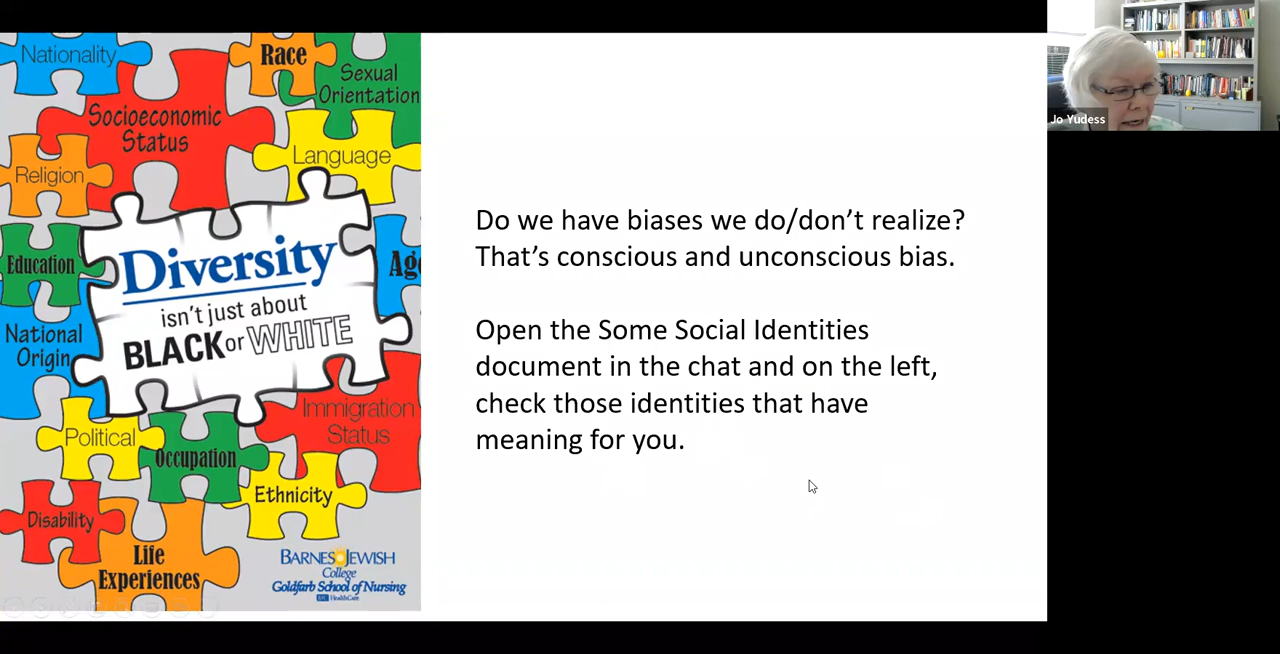 Nationality
Race
Sexual
Orientation
Socioeconomic
Status
Language
Religion
Diversity
isn't just about
BLACK or WHITE
Education
Age
National
Origin
Immigration
Status
Political
Occupation
Ethnicity
Disability
Life
Experiences
BARNES JEWISH
College
Goldfarb School of Nursing
BJC HealthCare
Do we have biases we do/don’t realize?
That’s conscious and unconscious bias.
Open the Some Social Identities
document in the chat and on the left,
check those identities that have
meaning for you.
Jo Yudess